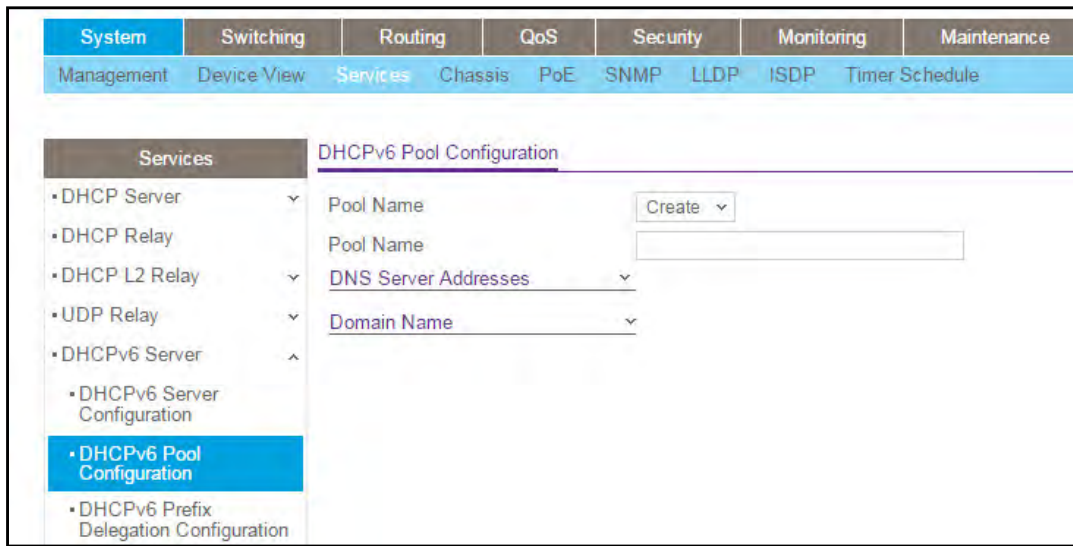 System Switching Routing QoS Security Monitoring Maintenance
Management Device View Services Chassis PoE SNMP LLDP ISDP Timer Schedule
Services
DHCP Server
DHCP Relay
DHCP L2 Relay
UDP Relay
DHCPv6 Server
DHCPv6 Server
Configuration
DHCPv6 Pool
Configuration
DHCPv6 Prefix
Delegation Configuration
DHCPv6 Pool Configuration
Pool Name Create
Pool Name
DNS Server Addresses
Domain Name